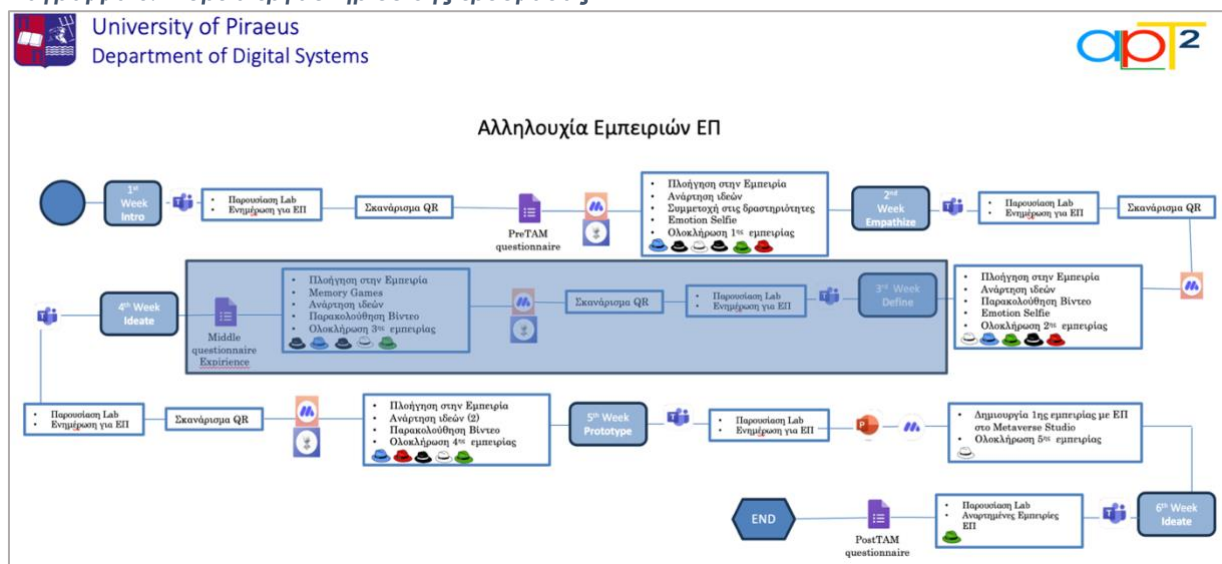 University of Piraeus
Department of Digital Systems
apT2
Αλληλουχία Εμπειριών ΕΠ
1st
Week
Intro
• Παρουσίαση Lab
• Ενημέρωση για ΕΠ
Σκανάρισμα QR
PreTAM
questionnaire
• Πλοήγηση στην Εμπειρία
• Ανάρτηση ιδεών
• Συμμετοχή στις δραστηριότητες
• Emotion Selfie
• Ολοκλήρωση 1ης εμπειρίας
2nd
Week
Empathize
• Παρουσίαση Lab
• Ενημέρωση για ΕΠ
Σκανάρισμα QR
• Πλοήγηση στην Εμπειρία
• Ανάρτηση ιδεών
• Παρακολούθηση Βίντεο
• Emotion Selfie
• Ολοκλήρωση 2ης εμπειρίας
3rd Week
Define
• Παρουσίαση Lab
• Ενημέρωση για ΕΠ
Σκανάρισμα QR
• Πλοήγηση στην Εμπειρία
• Memory Games
• Ανάρτηση ιδεών
• Παρακολούθηση Βίντεο
• Ολοκλήρωση 3ης εμπειρίας
Middle
questionnaire
Expirience
4th Week
Ideate
• Παρουσίαση Lab
• Ενημέρωση για ΕΠ
Σκανάρισμα QR
• Πλοήγηση στην Εμπειρία
• Ανάρτηση ιδεών (2)
• Παρακολούθηση Βίντεο
• Ολοκλήρωση 4ης εμπειρίας
5th Week
Prototype
• Παρουσίαση Lab
• Ενημέρωση για ΕΠ
• Δημιουργία 1ης εμπειρίας με ΕΠ
στο Metaverse Studio
• Ολοκλήρωση 5ης εμπειρίας
6th Week
Ideate
• Παρουσίαση Lab
• Αναρτημένες Εμπειρίες
ΕΠ
PostTAM
questionnaire
END